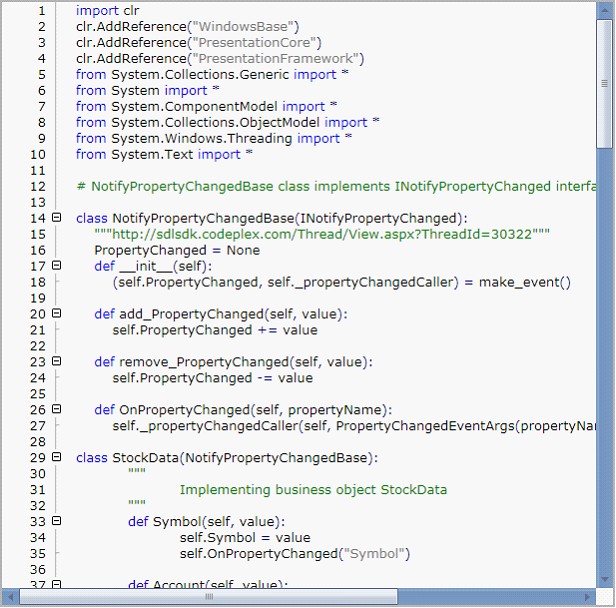 1 import clr
2 clr.AddReference("WindowsBase")
3 clr.AddReference("PresentationCore")
4 clr.AddReference("PresentationFramework")
5 from System.Collections.Generic import *
6 from System import *
7 from System.ComponentModel import *
8 from System.Collections.ObjectModel import *
9 from System.Windows.Threading import *
10 from System.Text import *
11
12 # NotifyPropertyChangedBase class implements INotifyPropertyChanged interfa
13
14 class NotifyPropertyChangedBase(INotifyPropertyChanged):
15 """http://sdlsdk.codeplex.com/Thread/View.aspx?ThreadId=30322"""
16 PropertyChanged = None
17 def __init__(self):
18 (self.PropertyChanged, self._propertyChangedCaller) = make_event()
19
20 def add_PropertyChanged(self, value):
21 self.PropertyChanged += value
22
23 def remove_PropertyChanged(self, value):
24 self.PropertyChanged -= value
25
26 def OnPropertyChanged(self, propertyName):
27 self._propertyChangedCaller(self, PropertyChangedEventArgs(propertyNa
28
29 class StockData(NotifyPropertyChangedBase):
30 """
31 Implementing business object StockData
32 """
33 def Symbol(self, value):
34 self.Symbol = value
35 self.OnPropertyChanged("Symbol")
36
37 def Account(self, value):